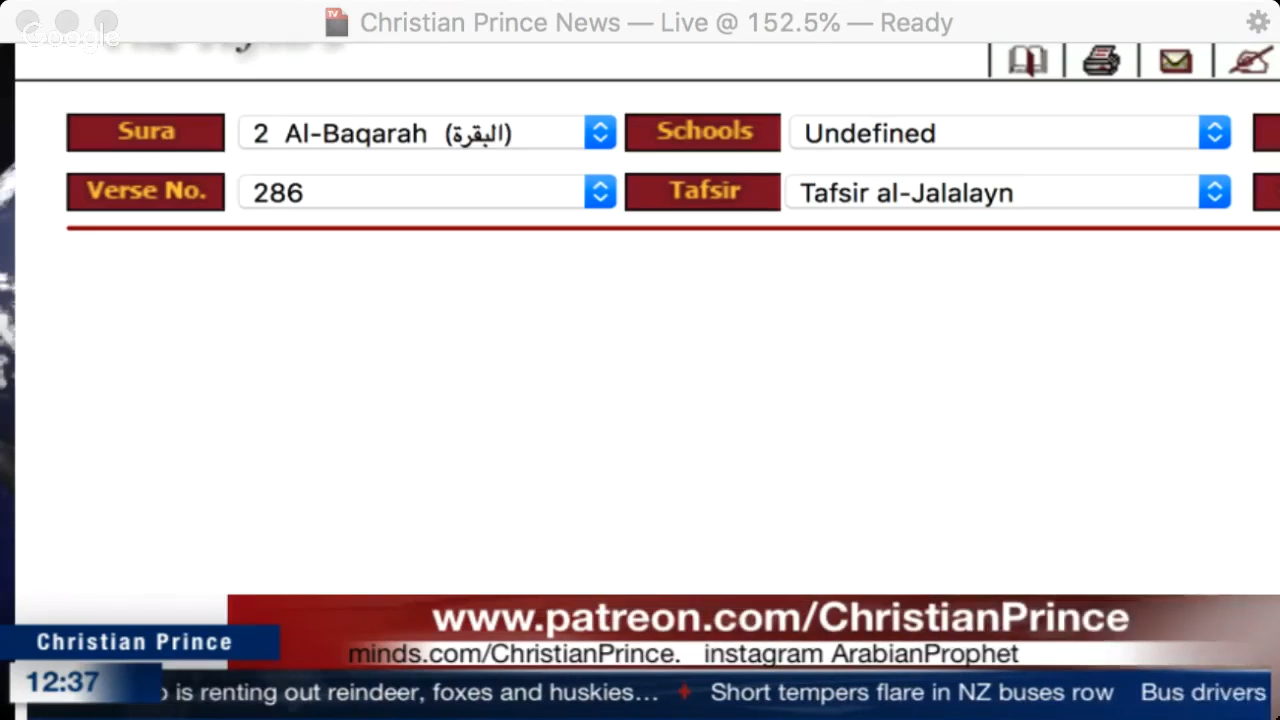 Christian Prince News — Live @ 152.5% — Ready
Google
Sura
2 Al-Baqarah (البقرة)
Schools
Undefined
Verse No.
286
Tafsir
Tafsir al-Jalalayn
www.patreon.com/ChristianPrince
Christian Prince
minds.com/ChristianPrince. instagram ArabianProphet
12:37
is renting out reindeer, foxes and huskies... Short tempers flare in NZ buses row Bus drivers